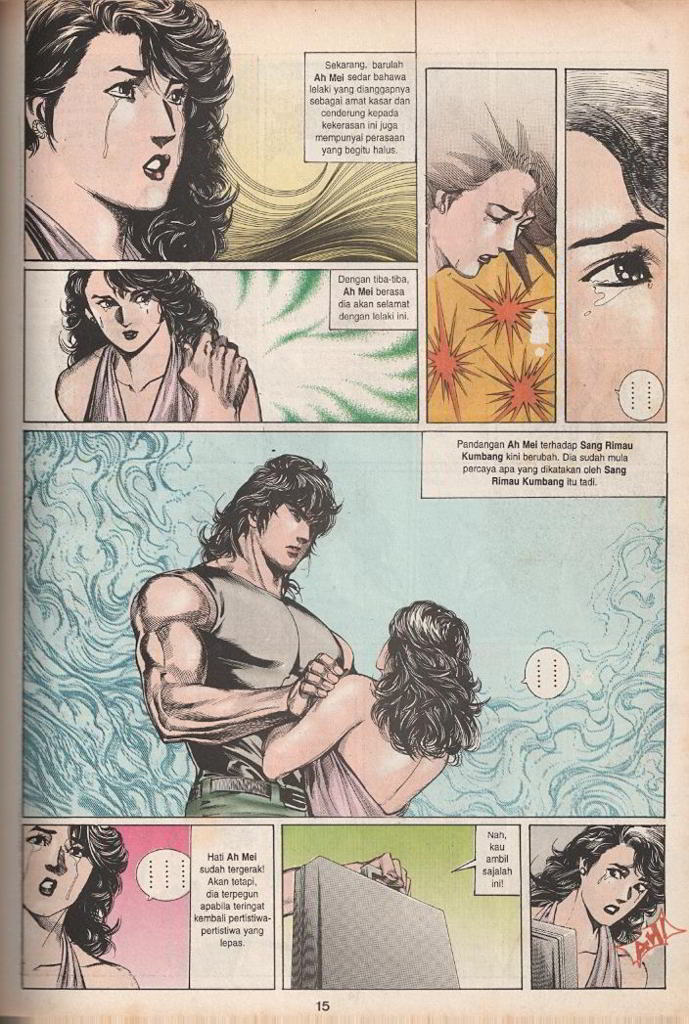 Sekarang, barulah
Ah Mei sedar bahawa
lelaki yang dianggapnya
sebagai amat kasar dan
cenderung kepada
kekerasan ini juga
mempunyai perasaan
yang begitu halus.
!
Dengan tiba-tiba,
Ah Mei berasa
dia akan selamat
dengan lelaki ini.
Pandangan Ah Mei terhadap Sang Rimau
Kumbang kini berubah. Dia sudah mula
percaya apa yang dikatakan oleh Sang
Rimau Kumbang itu tadi.
Hati Ah Mei
sudah tergerak!
Akan tetapi,
dia terpegun
apabila teringat
kembali pertistiwa-
pertistiwa yang
lepas.
Nah,
kau
ambil
sajalah
ini!
AH!
15